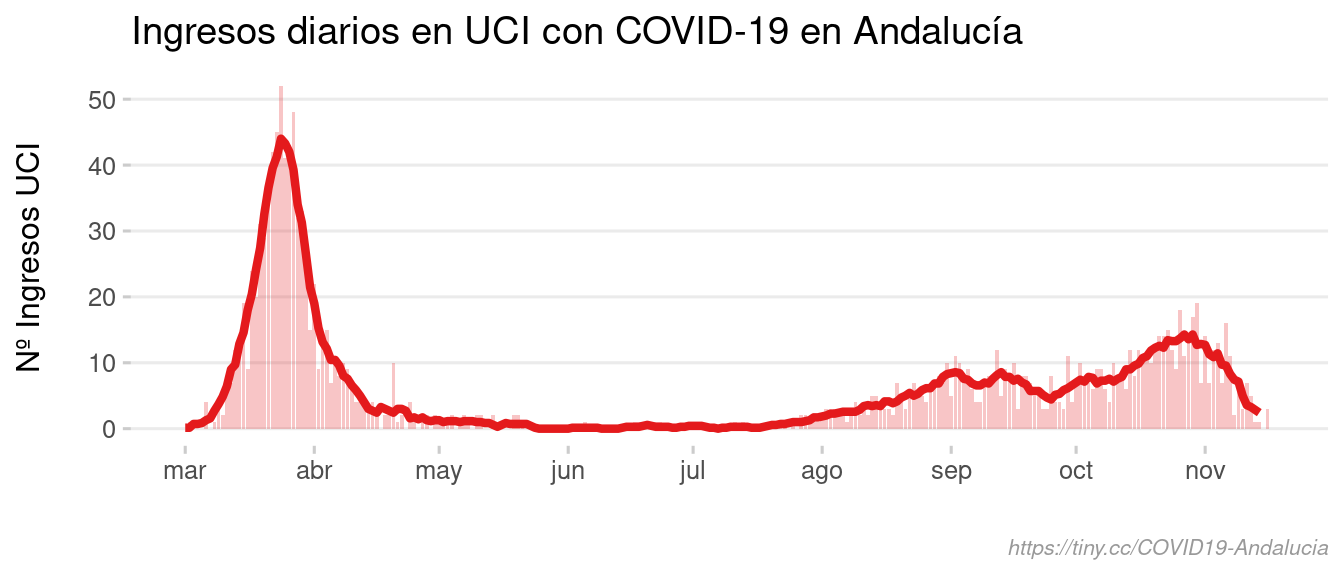 Ingresos diarios en UCI con COVID-19 en Andalucía
Nº Ingresos UCI
50
40
30
20
10
0
mar abr may jun jul ago sep oct nov
https://tiny.cc/COVID19-Andalucia